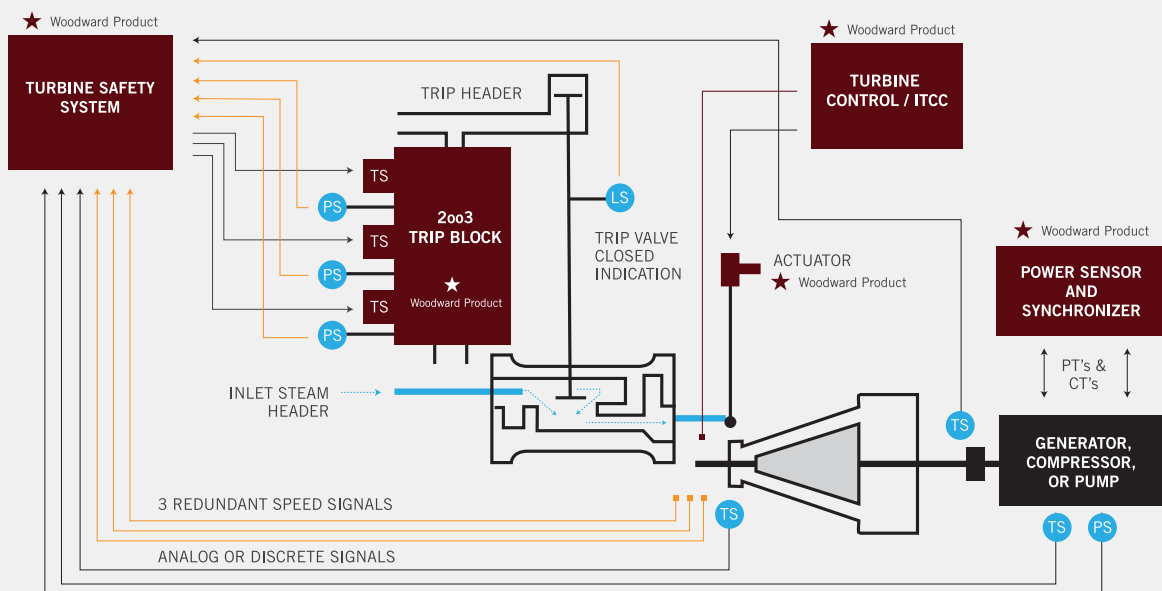 Woodward Product
TURBINE SAFETY
SYSTEM
TRIP HEADER
Woodward Product
TURBINE
CONTROL / ITCC
TS
PS
TS
PS
TS
PS
2oo3
TRIP BLOCK
Woodward Product
LS
TRIP VALVE
CLOSED
INDICATION
ACTUATOR
Woodward Product
Woodward Product
POWER SENSOR
AND
SYNCHRONIZER
PT's &
CT's
INLET STEAM
HEADER
TS
GENERATOR,
COMPRESSOR,
OR PUMP
3 REDUNDANT SPEED SIGNALS
TS
TS
PS
ANALOG OR DISCRETE SIGNALS